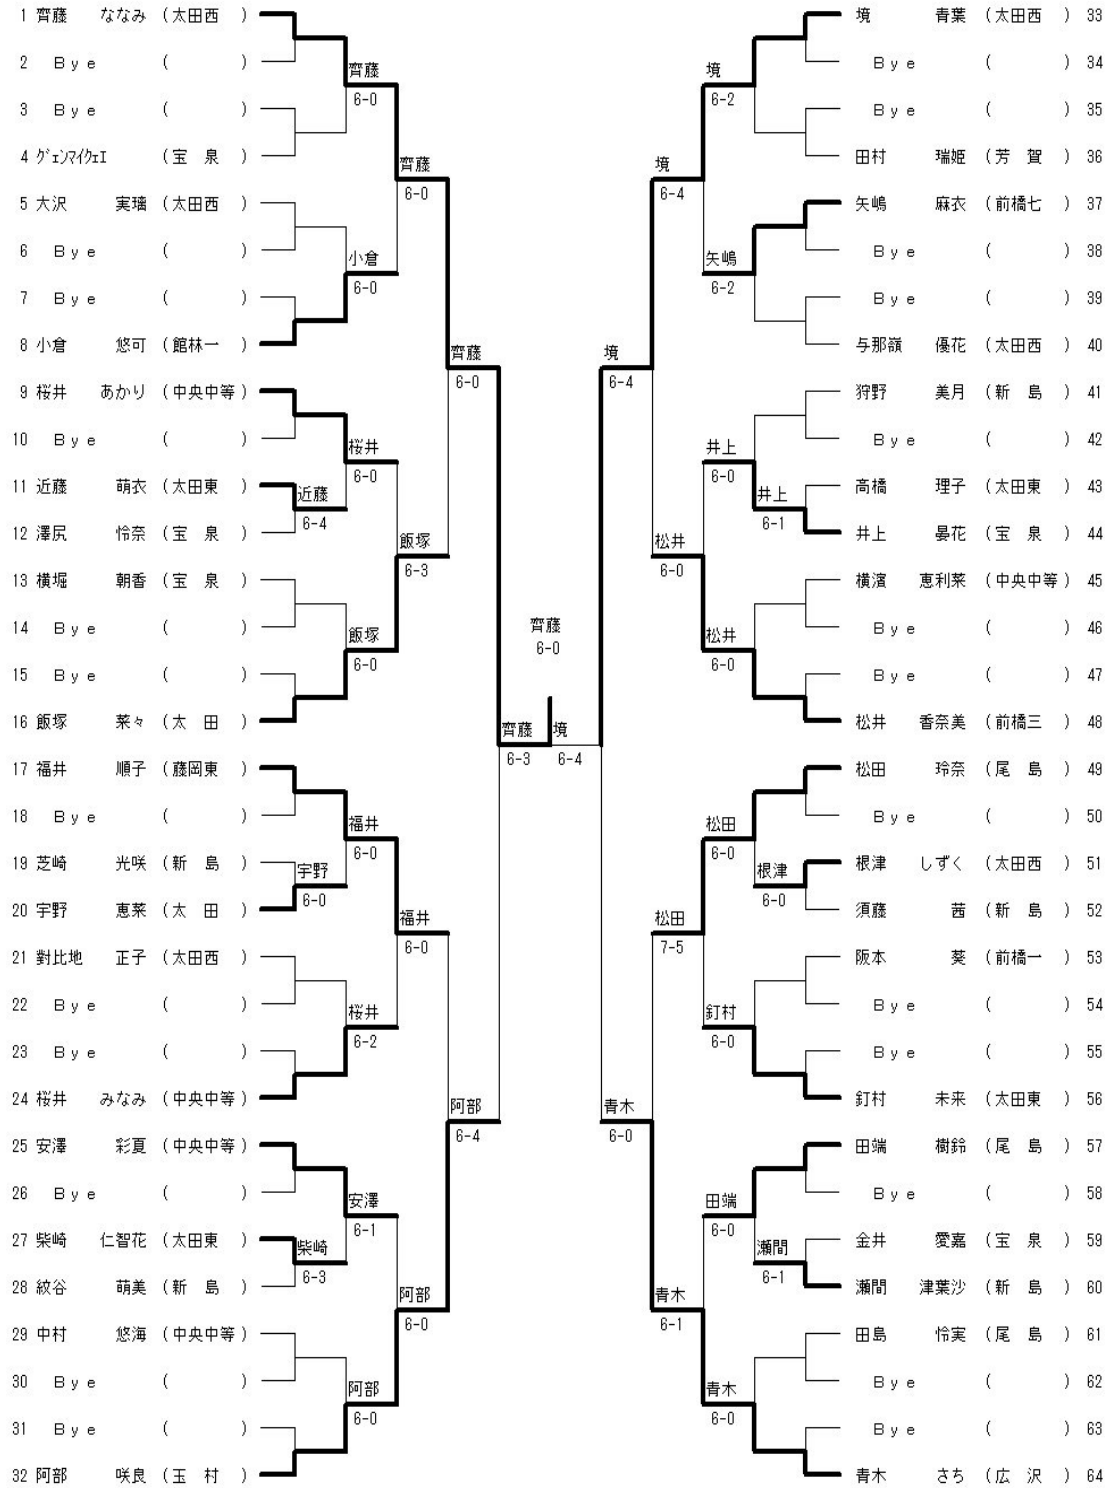 1 齊藤 ななみ (太田西)
2 Bye ( )
3 Bye ( )
4 ｸﾞｪﾝﾏｲｸｪｴ (宝 泉)
5 大沢 実璃 (太田西)
6 Bye ( )
7 Bye ( )
8 小倉 悠可 (館林一)
9 桜井 あかり (中央中等)
10 Bye ( )
11 近藤 萌衣 (太田東)
12 澤尻 怜奈 (宝 泉)
13 横堀 朝香 (宝 泉)
14 Bye ( )
15 Bye ( )
16 飯塚 菜々 (太 田)
17 福井 順子 (藤岡東)
18 Bye ( )
19 芝崎 光咲 (新 島)
20 宇野 恵菜 (太 田)
21 對比地 正子 (太田西)
22 Bye ( )
23 Bye ( )
24 桜井 みなみ (中央中等)
25 安澤 彩夏 (中央中等)
26 Bye ( )
27 柴崎 仁智花 (太田東)
28 紋谷 萌美 (新 島)
29 中村 悠海 (中央中等)
30 Bye ( )
31 Bye ( )
32 阿部 咲良 (玉 村)
近藤
6-4
宇野
6-0
柴崎
6-3
齊藤
6-0
小倉
6-0
桜井
6-0
飯塚
6-0
福井
6-0
桜井
6-2
安澤
6-1
阿部
6-0
齊藤
6-0
飯塚
6-3
福井
6-0
阿部
6-0
齊藤
6-0
阿部
6-4
齊藤
6-3
齊藤
6-0
境
6-4
境
6-4
青木
6-0
境
6-4
松井
6-0
松田
7-5
青木
6-1
境
6-2
矢嶋
6-2
井上
6-0
松井
6-0
松田
6-0
釘村
6-0
田端
6-0
青木
6-0
井上
6-1
根津
6-0
瀬間
6-1
境 青葉 (太田西) 33
Bye ( ) 34
Bye ( ) 35
田村 瑞姫 (芳 賀) 36
矢嶋 麻衣 (前橋七) 37
Bye ( ) 38
Bye ( ) 39
与那嶺 優花 (太田西) 40
狩野 美月 (新 島) 41
Bye ( ) 42
高橋 理子 (太田東) 43
井上 晏花 (宝 泉) 44
横濱 恵利菜 (中央中等) 45
Bye ( ) 46
Bye ( ) 47
松井 香奈美 (前橋三) 48
松田 玲奈 (尾 島) 49
Bye ( ) 50
根津 しずく (太田西) 51
須藤 茜 (新 島) 52
阪本 葵 (前橋一) 53
Bye ( ) 54
Bye ( ) 55
釘村 未来 (太田東) 56
田端 樹鈴 (尾 島) 57
Bye ( ) 58
金井 愛嘉 (宝 泉) 59
瀬間 津葉沙 (新 島) 60
田島 怜実 (尾 島) 61
Bye ( ) 62
Bye ( ) 63
青木 さち (広 沢) 64